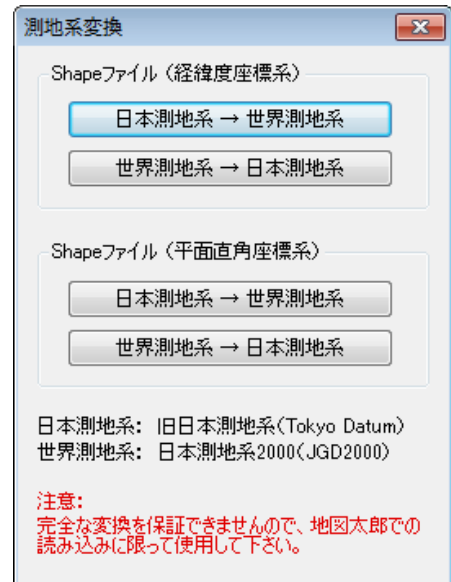 測地系変換
Shapeファイル（経緯度座標系）
日本測地系 → 世界測地系
世界測地系 → 日本測地系
Shapeファイル（平面直角座標系）
日本測地系 → 世界測地系
世界測地系 → 日本測地系
日本測地系： 旧日本測地系(Tokyo Datum)
世界測地系： 日本測地系2000(JGD2000)
注意：
完全な変換を保証できませんので、地図太郎での
読み込みに限って使用して下さい。